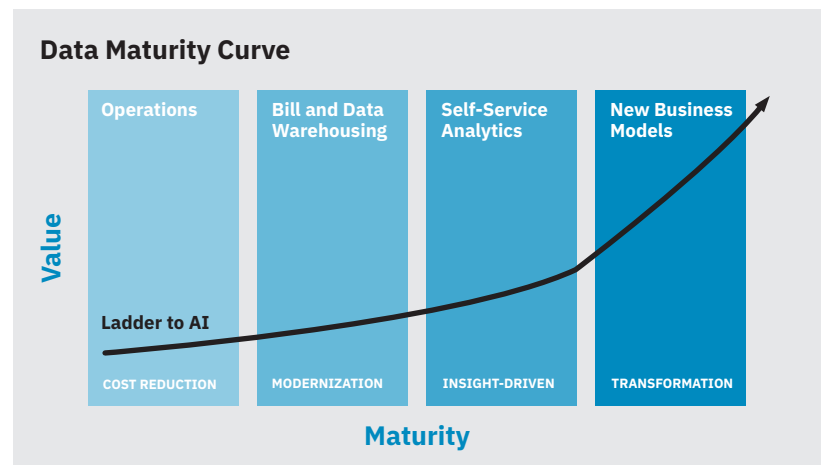 Data Maturity Curve
Operations
Bill and Data
Warehousing
Self-Service
Analytics
New Business
Models
Value
Ladder to AI
COST REDUCTION
MODERNIZATION
INSIGHT-DRIVEN
TRANSFORMATION
Maturity